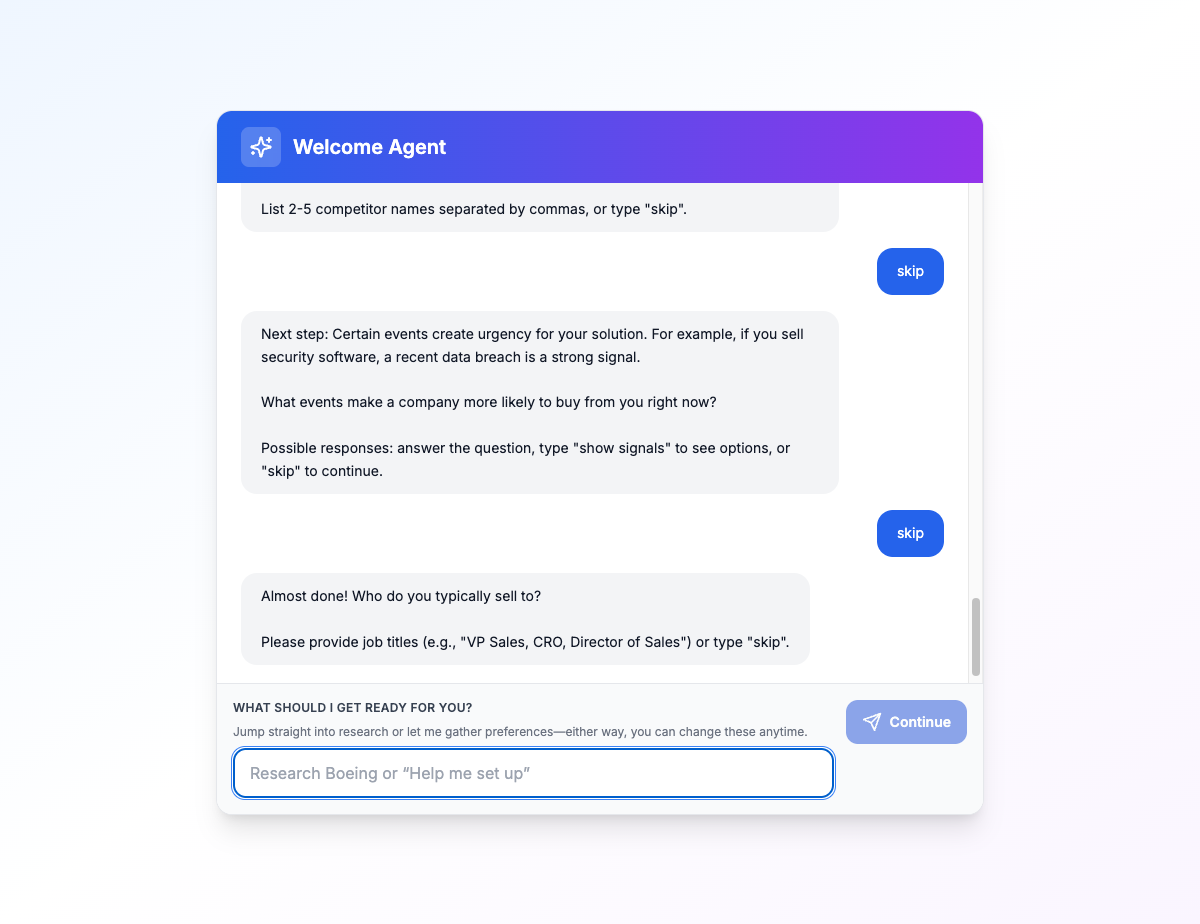 Welcome Agent
List 2-5 competitor names separated by commas, or type "skip".
skip
Next step: Certain events create urgency for your solution. For example, if you sell
security software, a recent data breach is a strong signal.
What events make a company more likely to buy from you right now?
Possible responses: answer the question, type "show signals" to see options, or
"skip" to continue.
skip
Almost done! Who do you typically sell to?
Please provide job titles (e.g., "VP Sales, CRO, Director of Sales") or type "skip".
WHAT SHOULD I GET READY FOR YOU?
Jump straight into research or let me gather preferences—either way, you can change these anytime.
Research Boeing or “Help me set up”
Continue